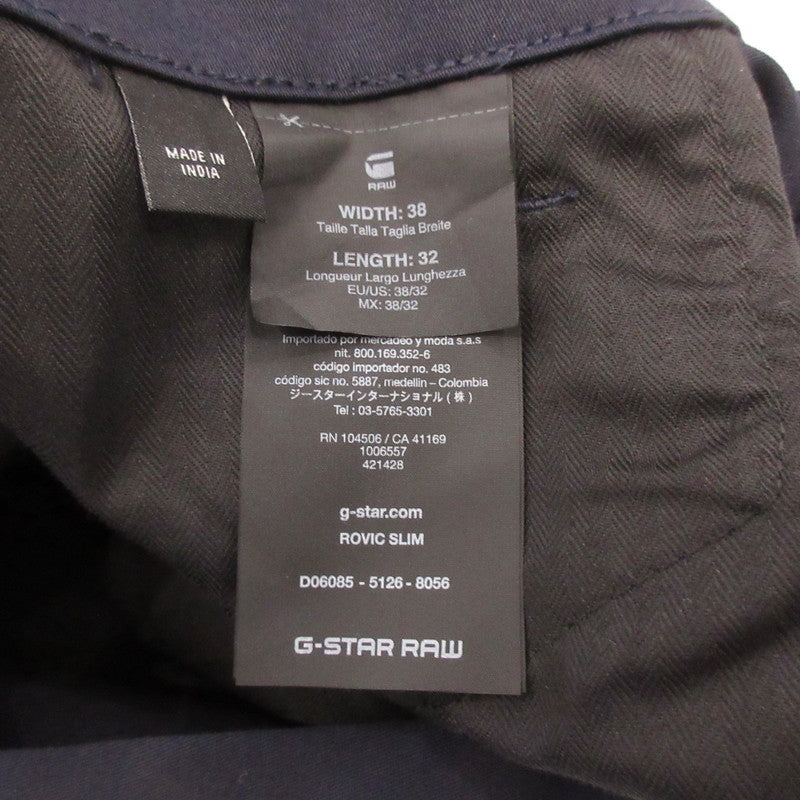 MADE IN
INDIA
RAW
WIDTH: 38
Taille Talla Taglia Breite
LENGTH: 32
Longueur Largo Lunghezza
EU/US: 38/32
MX: 38/32
Importado por mercadeo y moda s.a.s
nit. 800.169.352-6
código importador no. 483
código sic no. 5887, medellin – Colombia
ジースターインターナショナル (株)
Tel : 03-5765-3301
RN 104506 / CA 41169
1006557
421428
g-star.com
ROVIC SLIM
D06085 - 5126 - 8056
G-STAR RAW